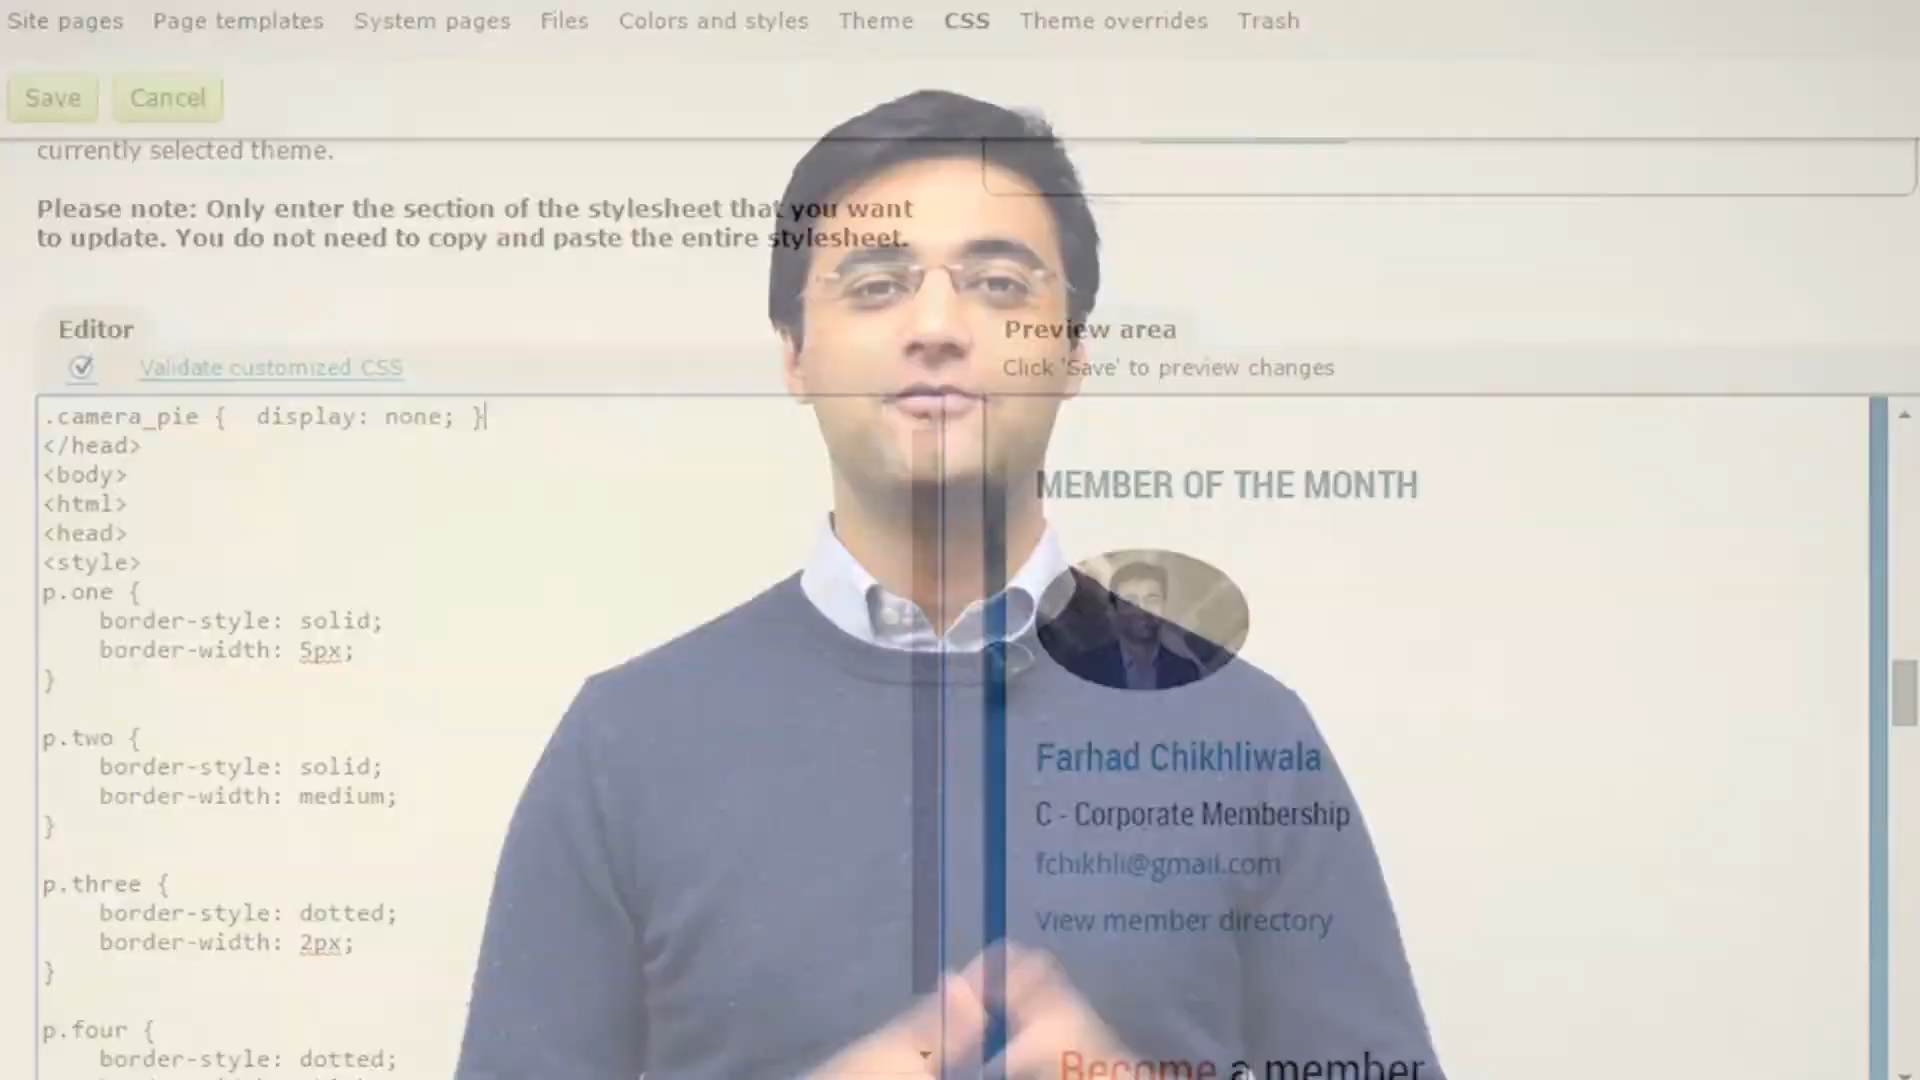 Site pages Page templates System pages Files Colors and styles Theme CSS Theme overrides Trash
Save Cancel
currently selected theme.
Please note: Only enter the section of the stylesheet that you want
to update. You do not need to copy and paste the entire stylesheet.
Editor
Validate customized CSS
.camera_pie {  display: none; }
</head>
<body>
<html>
<head>
<style>
p.one {
    border-style: solid;
    border-width: 5px;
}
p.two {
    border-style: solid;
    border-width: medium;
}
p.three {
    border-style: dotted;
    border-width: 2px;
}
p.four {
    border-style: dotted;
Preview area
Click 'Save' to preview changes
MEMBER OF THE MONTH
Farhad Chikhliwala
C - Corporate Membership
fchikhli@gmail.com
View member directory
Become a member